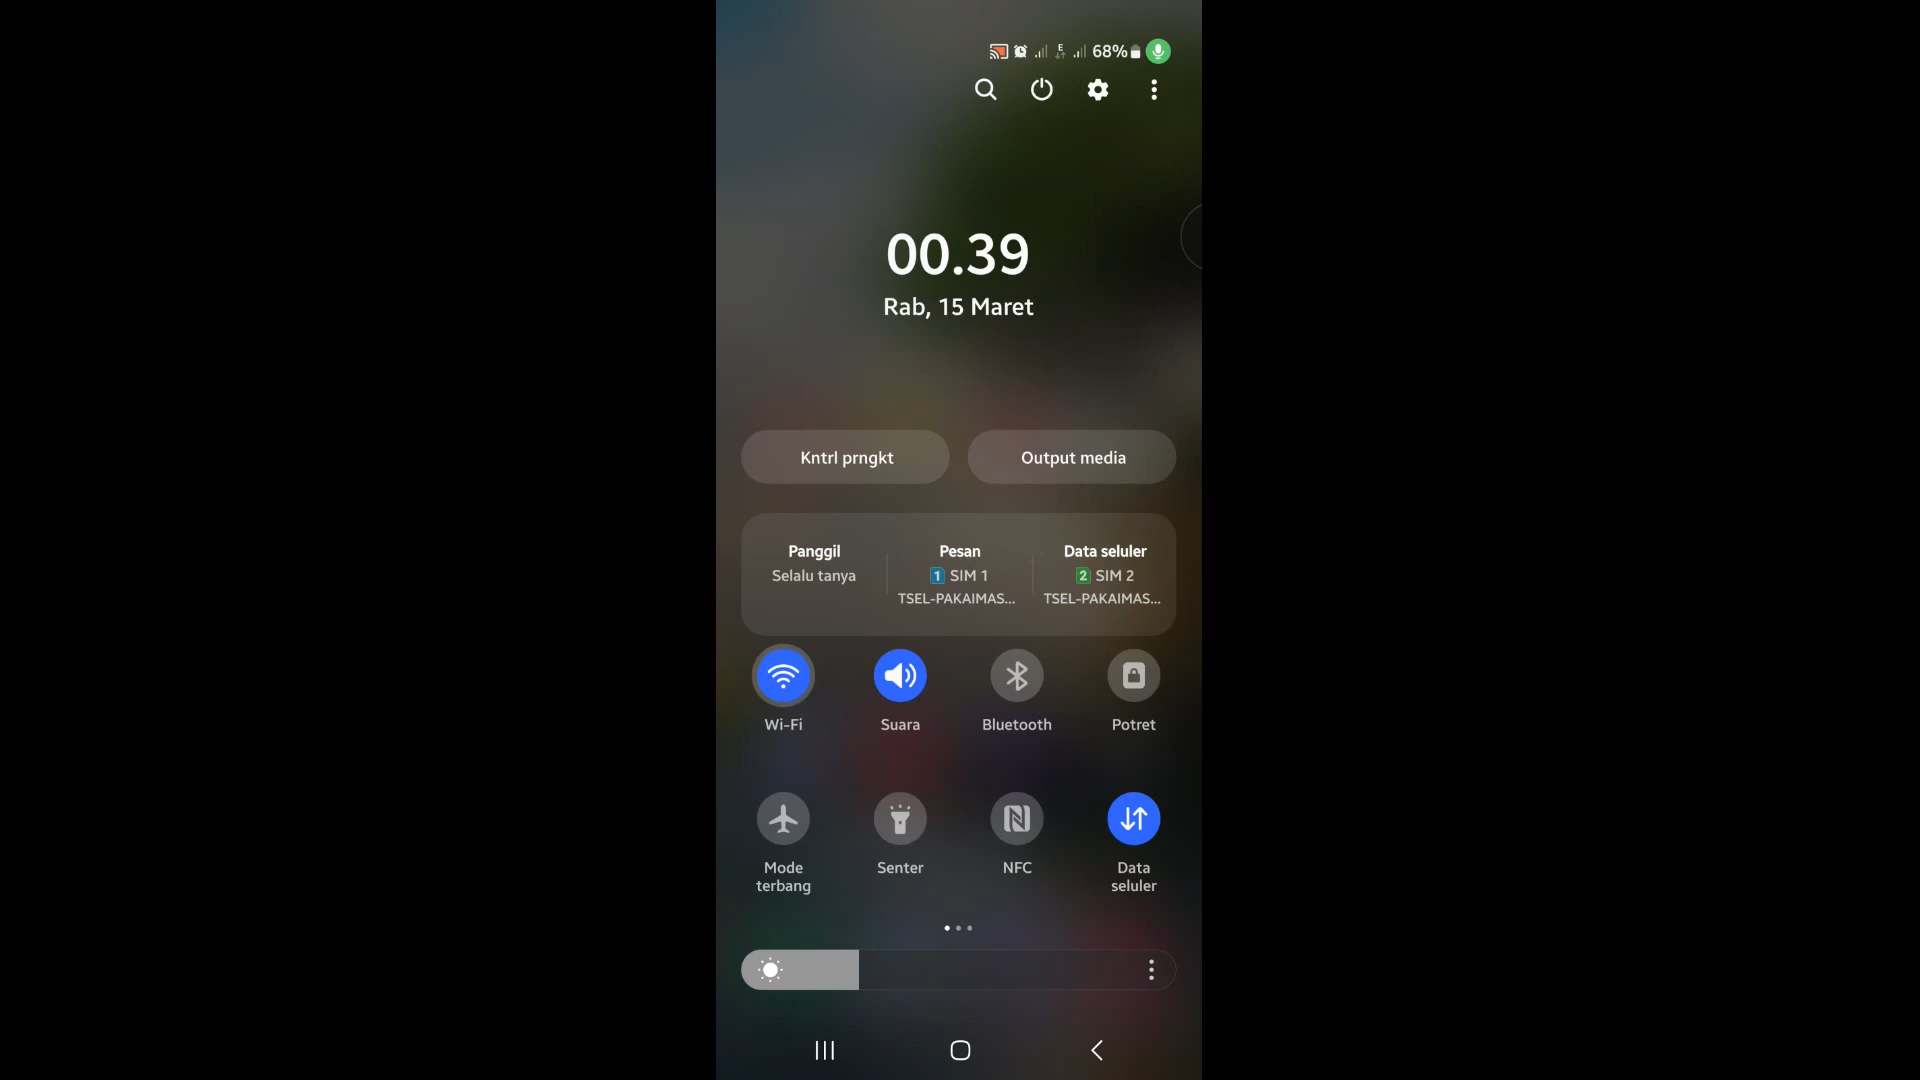 E 68%
00.39
Rab, 15 Maret
Kntrl prngkt Output media
Panggil Pesan Data seluler
Selalu tanya 1 SIM 1 2 SIM 2
TSEL-PAKAIMAS... TSEL-PAKAIMAS...
Wi-Fi Suara Bluetooth Potret
Mode Senter NFC Data
terbang seluler